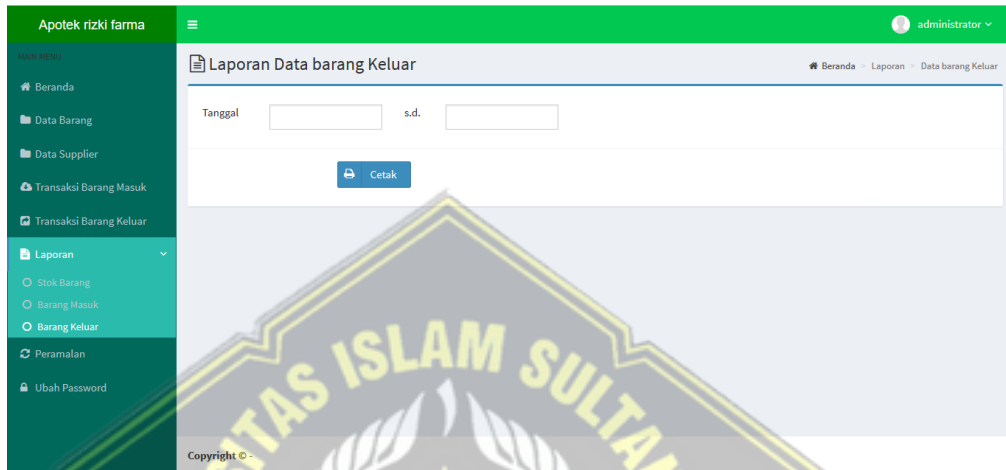 Apotek rizki farma
administrator
MAIN MENU
Laporan Data barang Keluar
Beranda > Laporan > Data barang Keluar
Beranda
Data Barang
Data Supplier
Transaksi Barang Masuk
Transaksi Barang Keluar
Laporan
Stok Barang
Barang Masuk
Barang Keluar
Peramalan
Ubah Password
Tanggal
s.d.
Cetak
ISLAM
Copyright © -